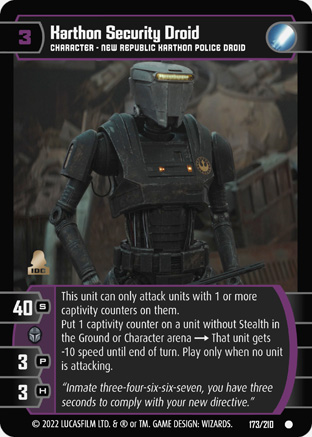 3
Karthon Security Droid
CHARACTER - NEW REPUBLIC KARTHON POLICE DROID
IDC
40 S
This unit can only attack units with 1 or more
captivity counters on them.
Put 1 captivity counter on a unit without Stealth in
the Ground or Character arena → That unit gets
-10 speed until end of turn. Play only when no unit
is attacking.
3 P
3 H
“Inmate three-four-six-six-seven, you have three
seconds to comply with your new directive.”
© 2022 LUCASFILM LTD. & ® or TM. GAME DESIGN: WIZARDS.
173/210